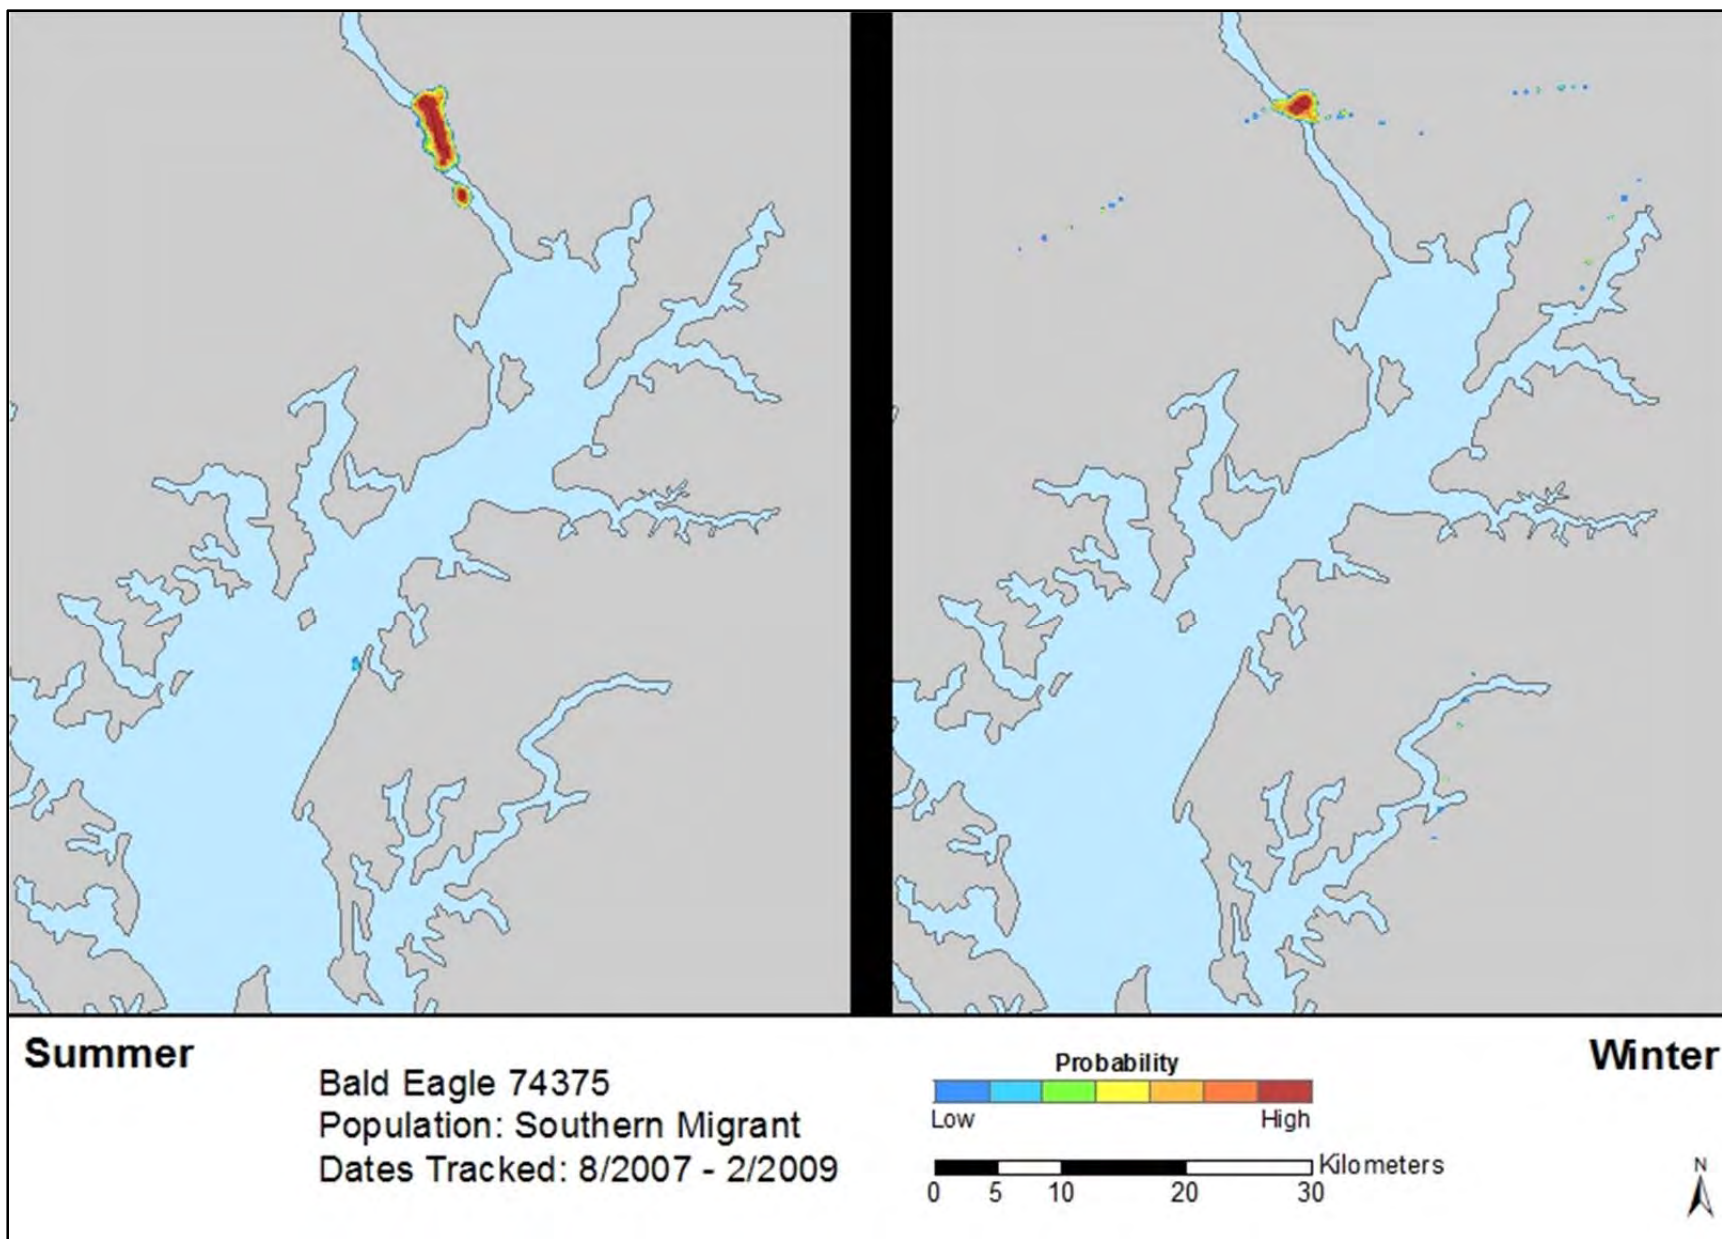 Summer
Winter
Bald Eagle 74375
Population: Southern Migrant
Dates Tracked: 8/2007 - 2/2009
Probability
Low
High
Kilometers
0 5 10 20 30
N